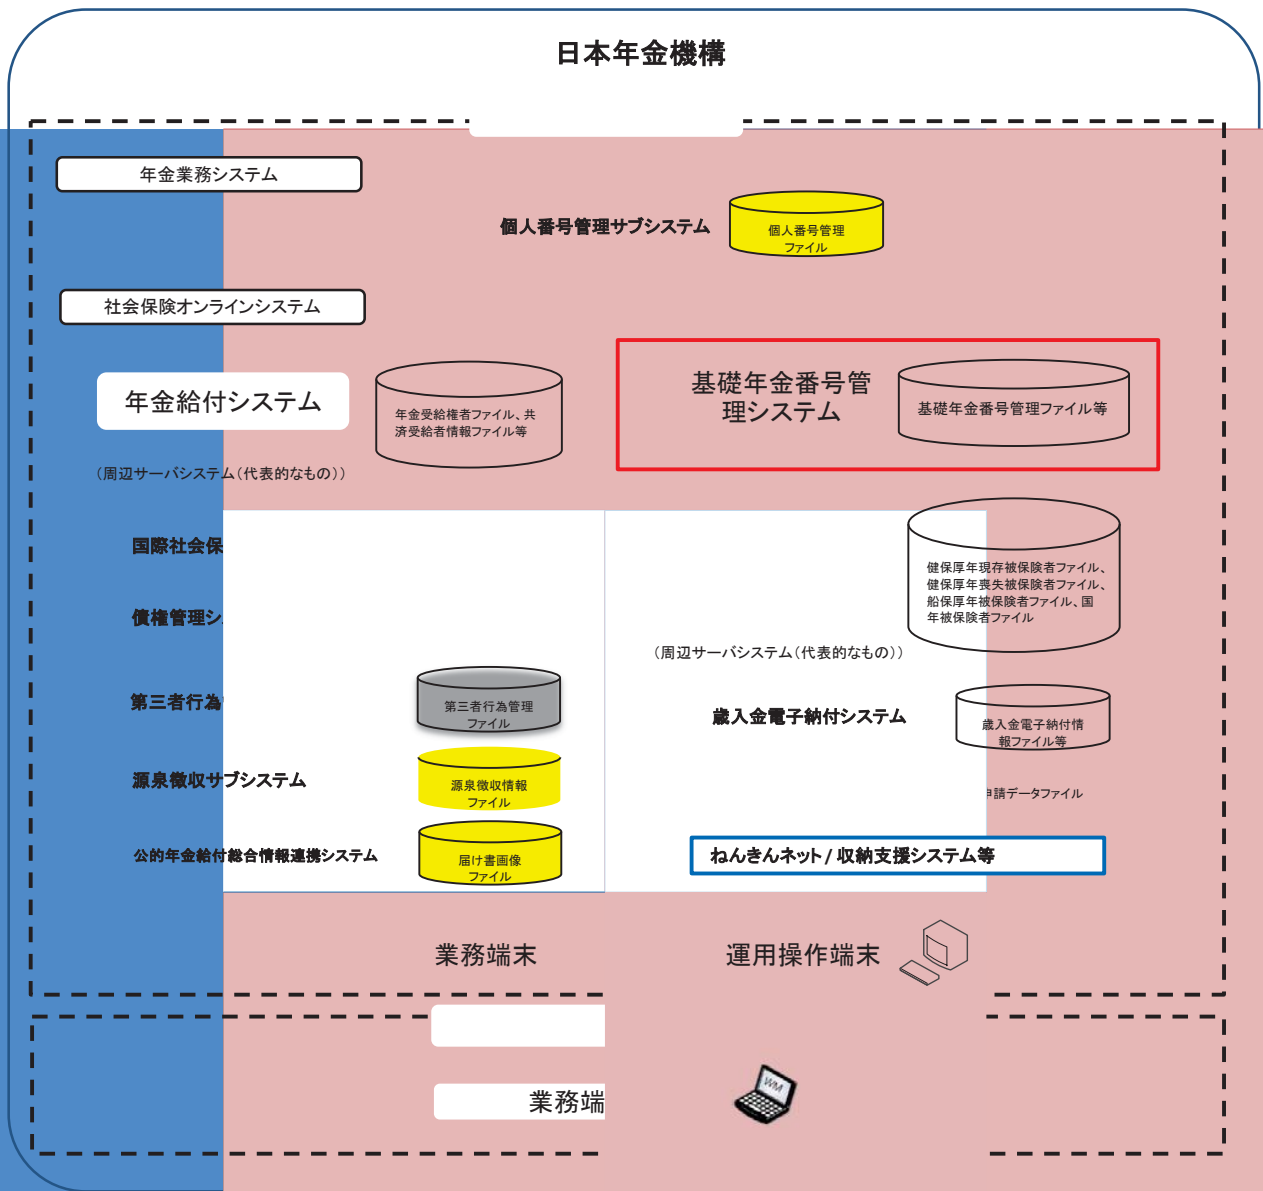 日本年金機構
年金業務システム
個人番号管理サブシステム
個人番号管理
ファイル
社会保険オンラインシステム
年金給付システム
年金受給権者ファイル、共
済受給者情報ファイル等
基礎年金番号管
理システム
基礎年金番号管理ファイル等
(周辺サーバシステム(代表的なもの))
国際社会保
健保厚年現存被保険者ファイル、
健保厚年喪失被保険者ファイル、
船保厚年被保険者ファイル、国
年被保険者ファイル
債権管理シ
(周辺サーバシステム(代表的なもの))
第三者行為
第三者行為管理
ファイル
歳入金電子納付システム
歳入金電子納付情
報ファイル等
源泉徴収サブシステム
源泉徴収情報
ファイル
請データファイル
公的年金給付総合情報連携システム
届け書画像
ファイル
ねんきんネット/収納支援システム等
業務端末
運用操作端末
業務端
WM